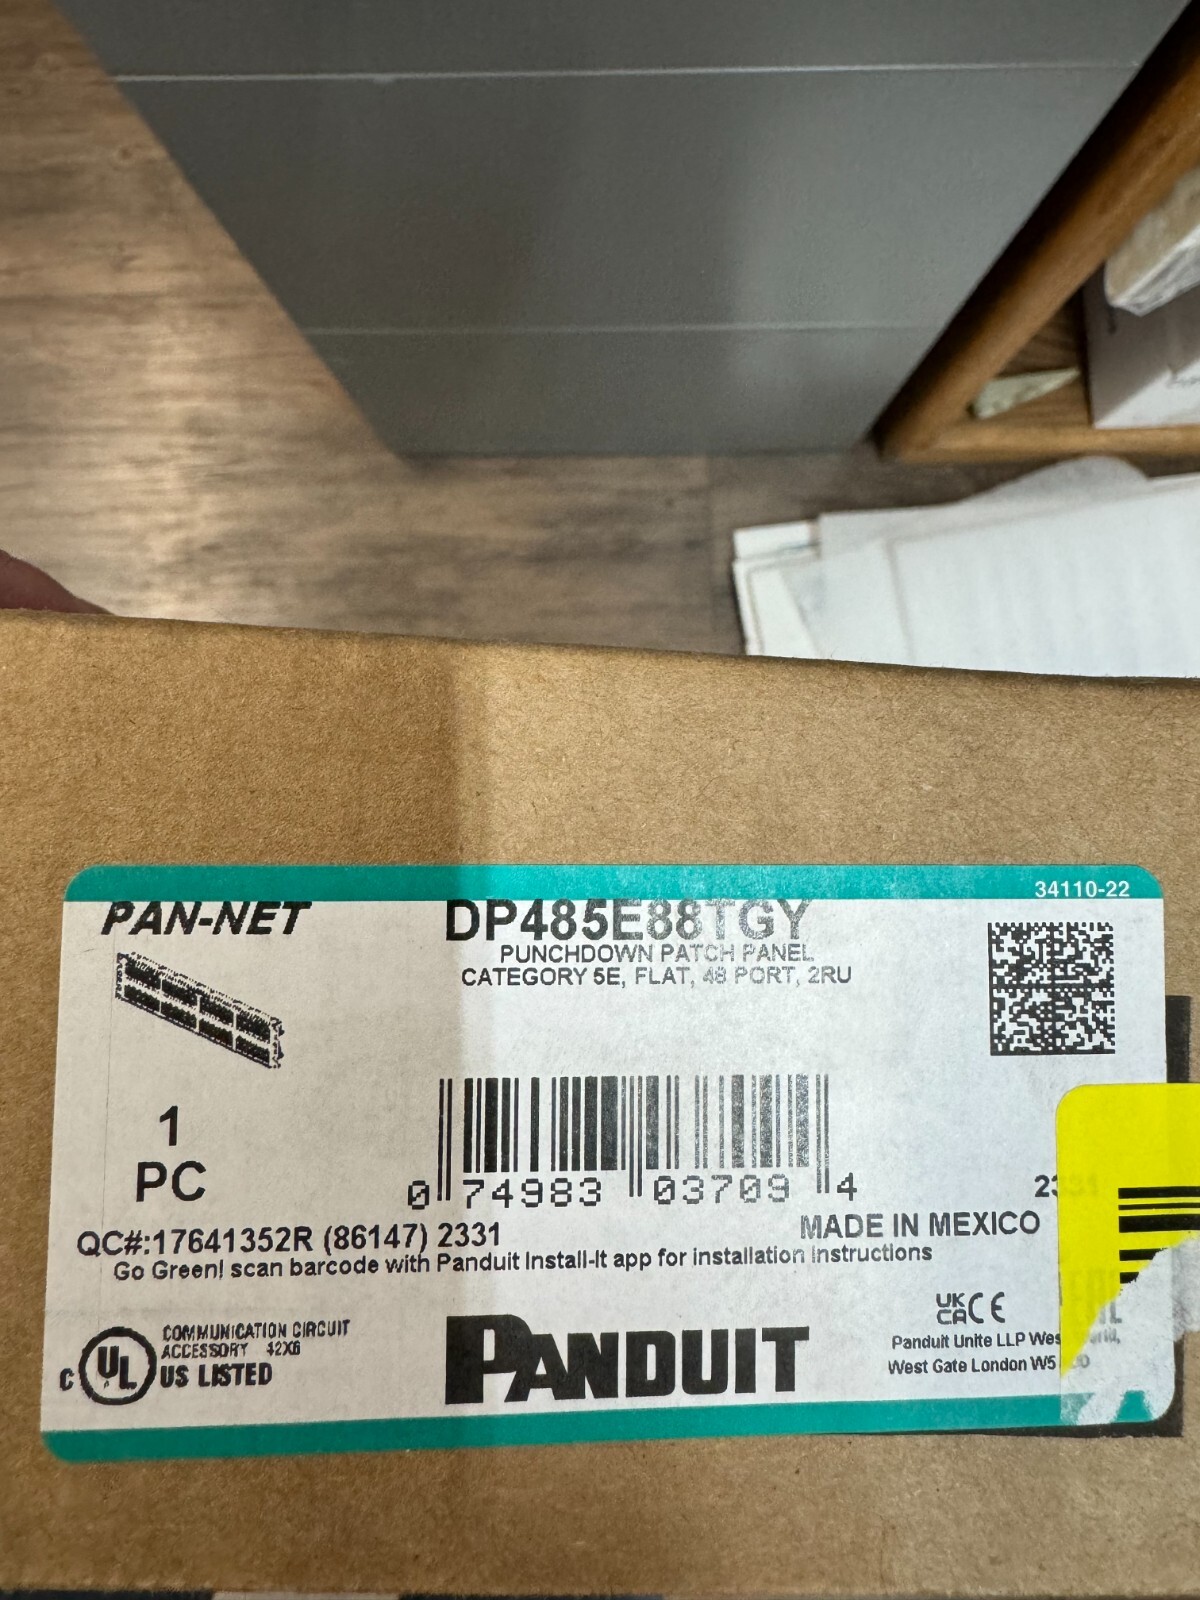 34110-22
PAN-NET
DP485E88TGY
PUNCHDOWN PATCH PANEL
CATEGORY 5E, FLAT, 48 PORT, 2RU
1
PC
0 74983 03709 4
MADE IN MEXICO
QC#:17641352R (86147) 2331
Go Green! scan barcode with Panduit Install-It app for installation Instructions
COMMUNICATION CIRCUIT
ACCESSORY 42X6
C UL US LISTED
PANDUIT
UK
CA CE
Panduit Unite LLP
West Gate London W5